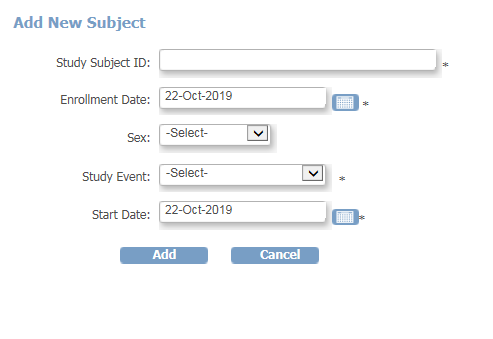 Add New Subject
Study Subject ID: *
Enrollment Date: 22-Oct-2019 *
Sex: -Select-
Study Event: -Select- *
Start Date: 22-Oct-2019 *
Add Cancel